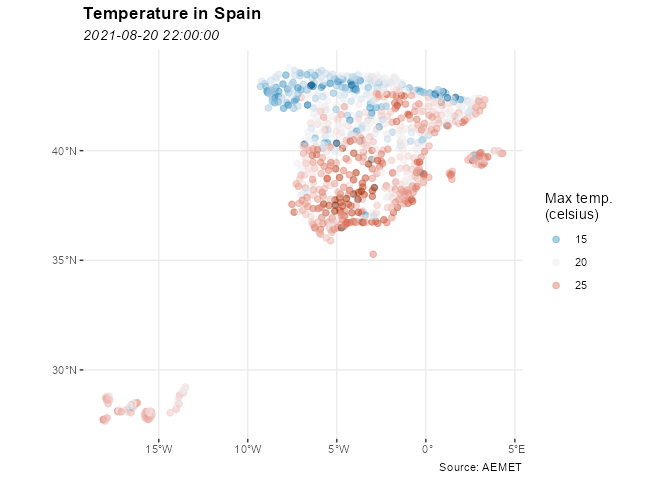 Temperature in Spain
2021-08-20 22:00:00
40°N
35°N
30°N
15°W
10°W
5°W
0°
5°E
Max temp.
(celsius)
15
20
25
Source: AEMET